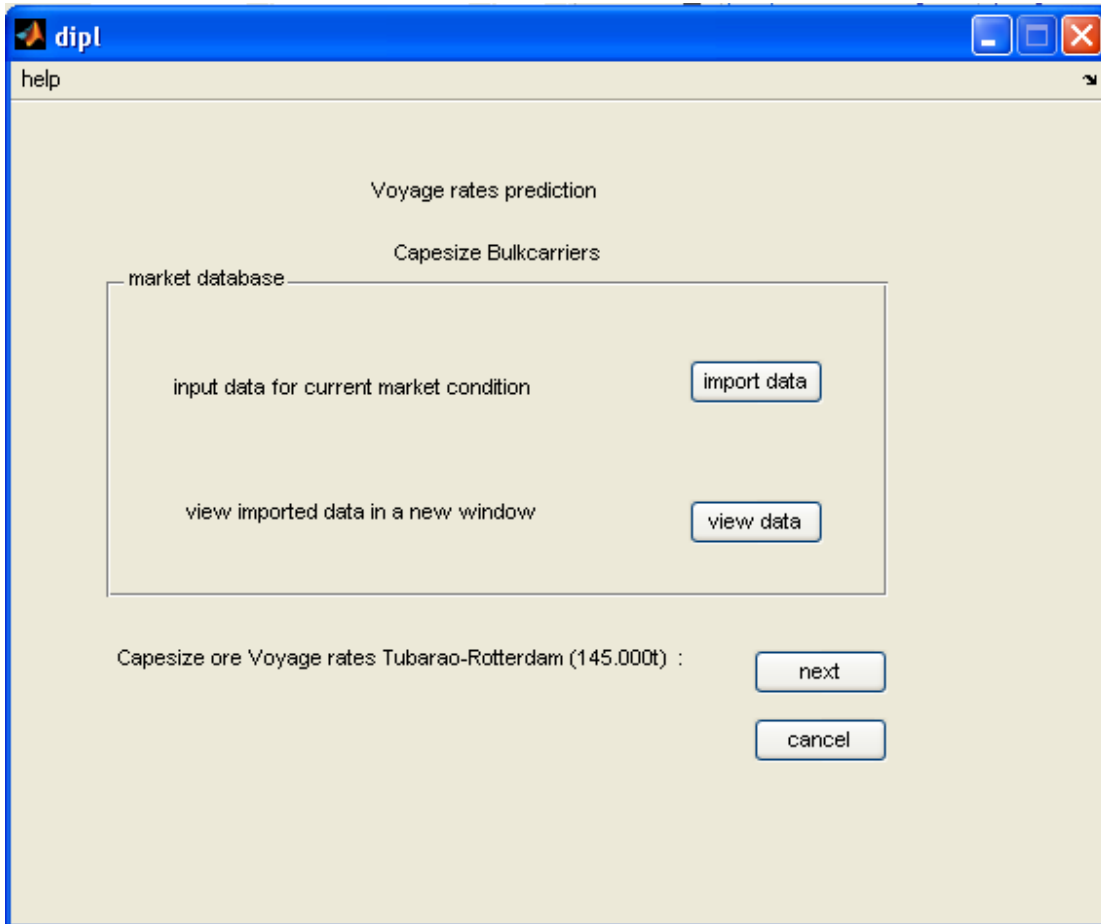 dipl
help
Voyage rates prediction
Capesize Bulkcarriers
market database
input data for current market condition
import data
view imported data in a new window
view data
Capesize ore Voyage rates Tubarao-Rotterdam (145.000t)  :
next
cancel